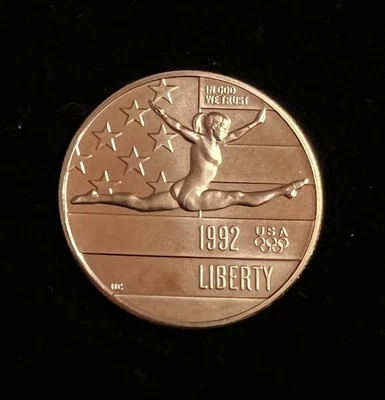 IN GOD
WE TRUST
1992
USA
LIBERTY